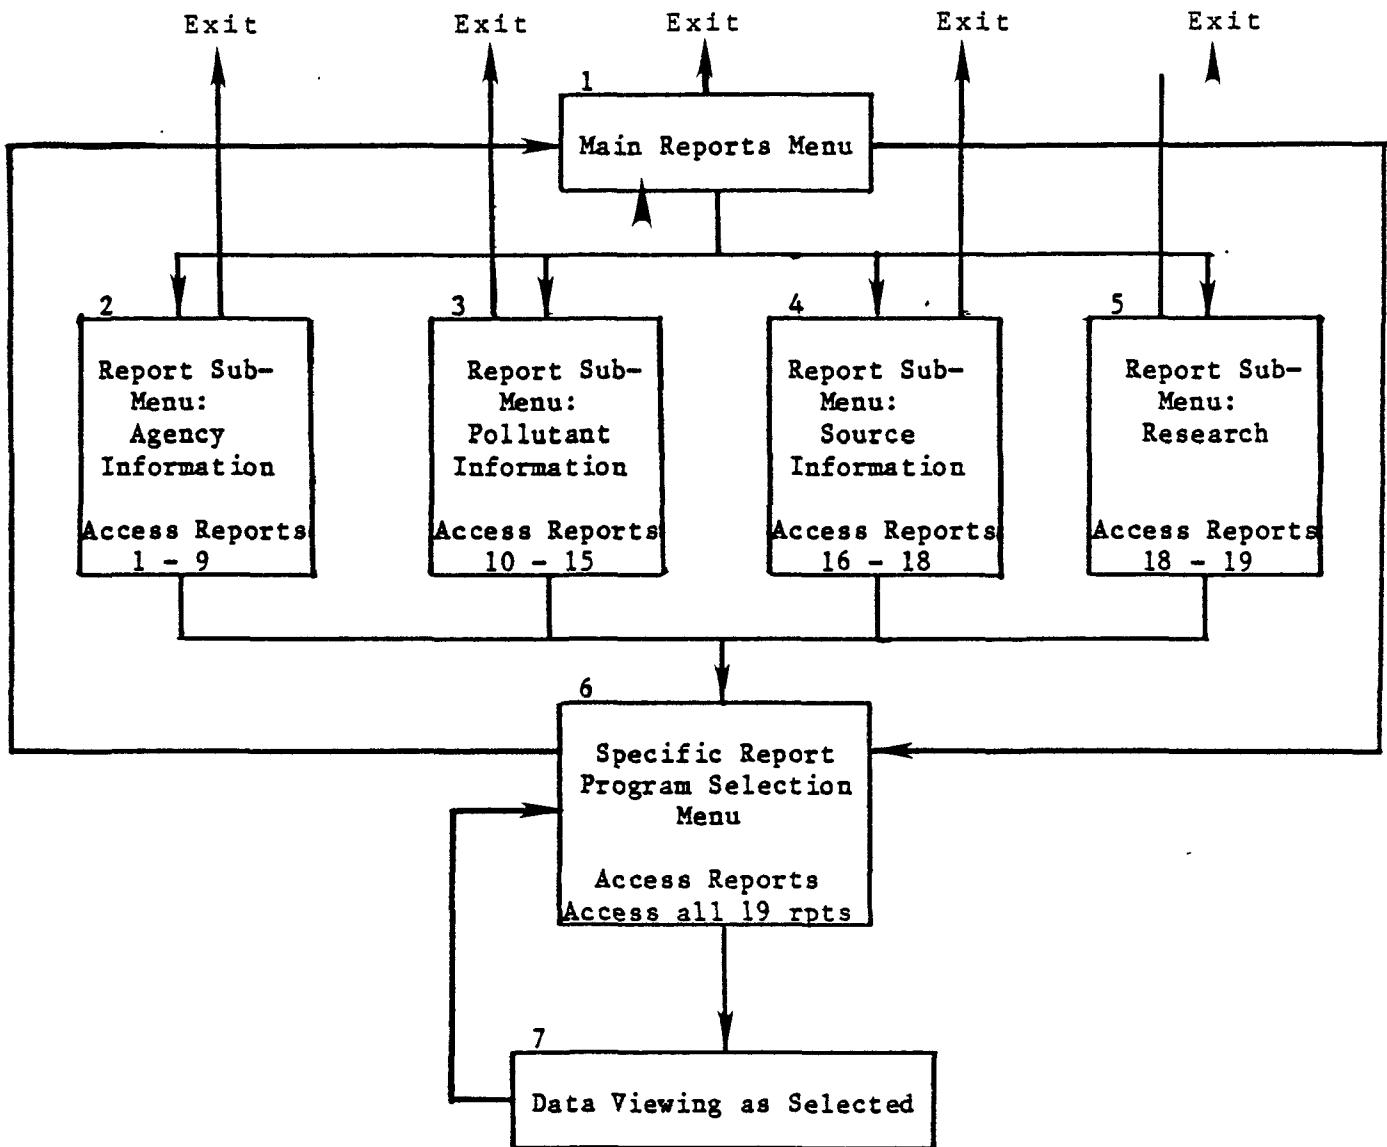 Exit
Exit
Exit
Exit
Exit
1
Main Reports Menu
2
Report Sub-
Menu:
Agency
Information
Access Reports
1 - 9
3
Report Sub-
Menu:
Pollutant
Information
Access Reports
10 - 15
4
Report Sub-
Menu:
Source
Information
Access Reports
16 - 18
5
Report Sub-
Menu:
Research
Access Reports
18 - 19
6
Specific Report
Program Selection
Menu
Access Reports
Access all 19 rpts
7
Data Viewing as Selected